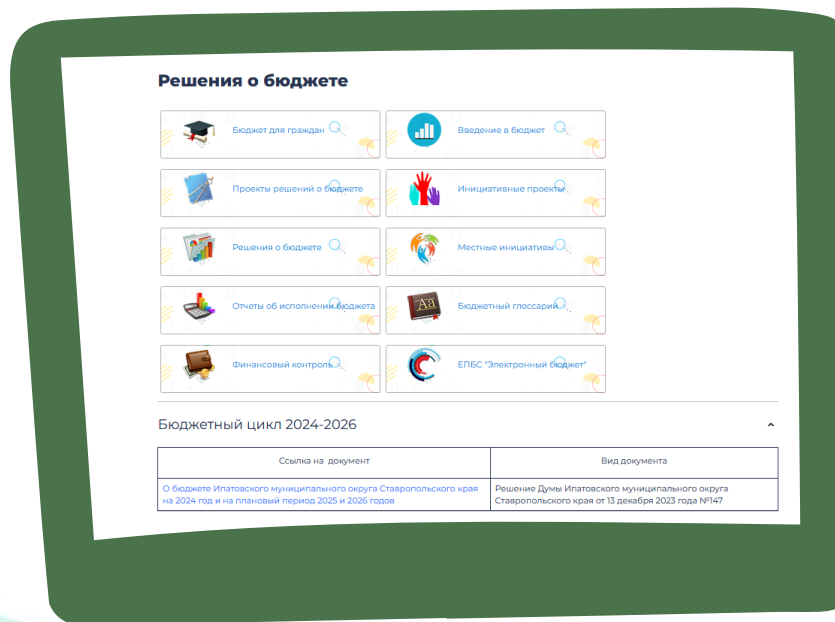 Решения о бюджете
Бюджет для граждан
Введение в бюджет
Проекты решений о бюджете
Инициативные проекты
Решения о бюджете
Местные инициативы
Отчеты об исполнении бюджета
Aa
Бюджетный глоссарий
Финансовый контроль
ЕПБС "Электронный бюджет"
Бюджетный цикл 2024-2026
Ссылка на документ
Вид документа
О бюджете Ипатовского муниципального округа Ставропольского края
на 2024 год и на плановый период 2025 и 2026 годов
Решение Думы Ипатовского муниципального округа
Ставропольского края от 13 декабря 2023 года №147